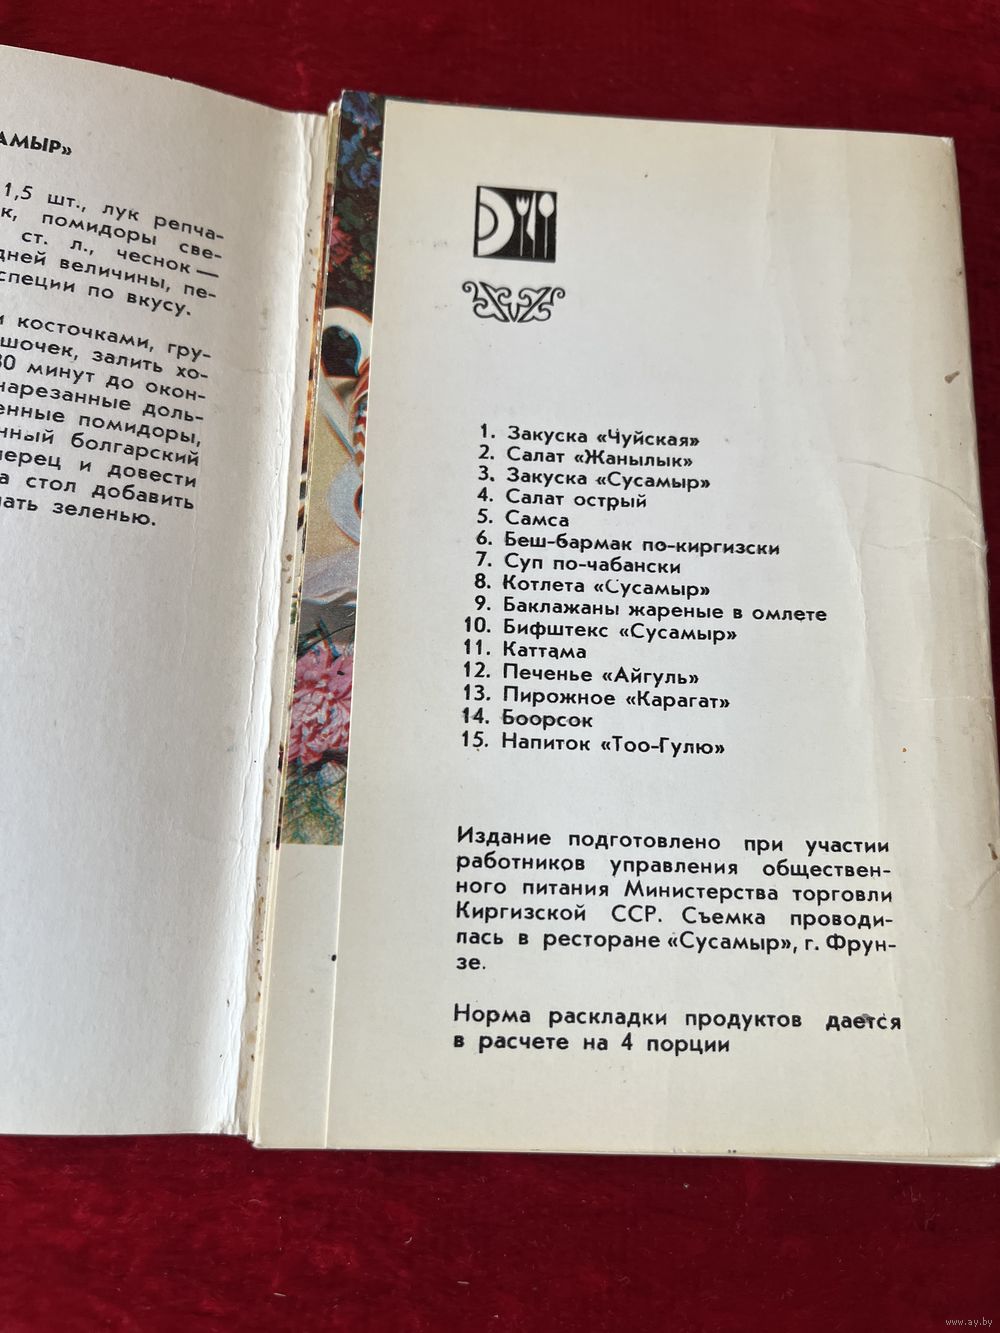 АМЫР»
1,5 шт., лук репча-
к, помидоры све-
ст. л., чеснок —
дней величины, пе-
специи по вкусу.
и косточками, гру-
шочек, залить хо-
30 минут до окон-
нарезанные доль-
енные помидоры,
нный болгарский
перец и довести
а стол добавить
пать зеленью.
1. Закуска «Чуйская»
2. Салат «Жанылык»
3. Закуска «Сусамыр»
4. Салат острый
5. Самса
6. Беш-бармак по-киргизски
7. Суп по-чабански
8. Котлета «Сусамыр»
9. Баклажаны жареные в омлете
10. Бифштекс «Сусамыр»
11. Каттама
12. Печенье «Айгуль»
13. Пирожное «Карагат»
14. Боорсок
15. Напиток «Тоо-Гулю»
Издание подготовлено при участии
работников управления обществен-
ного питания Министерства торговли
Киргизской ССР. Съемка проводи-
лась в ресторане «Сусамыр», г. Фрун-
зе.
Норма раскладки продуктов дается
в расчете на 4 порции
www.ay.by